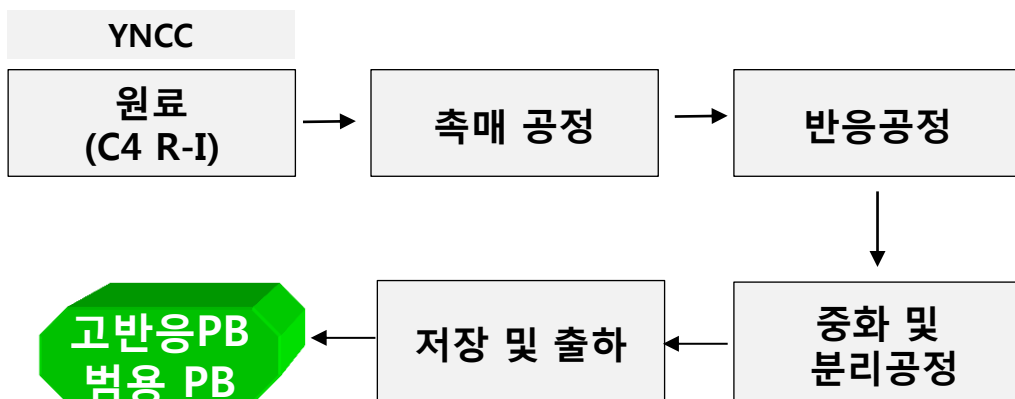 YNCC
원료
(C4 R-I)
촉매 공정
반응공정
중화 및
분리공정
저장 및 출하
고반응PB
범용 PB